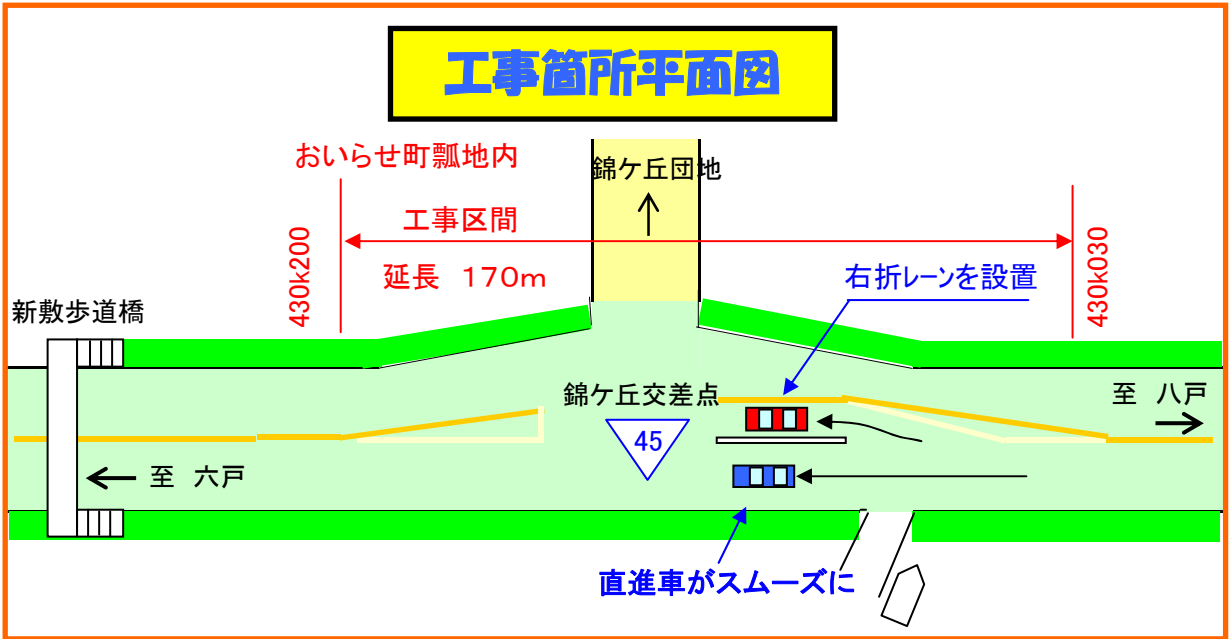 工事箇所平面図
おいらせ町瓢地内
錦ケ丘団地
工事区間
延長 170m
430k200
430k030
右折レーンを設置
新敷歩道橋
錦ケ丘交差点
至 八戸
45
至 六戸
直進車がスムーズに